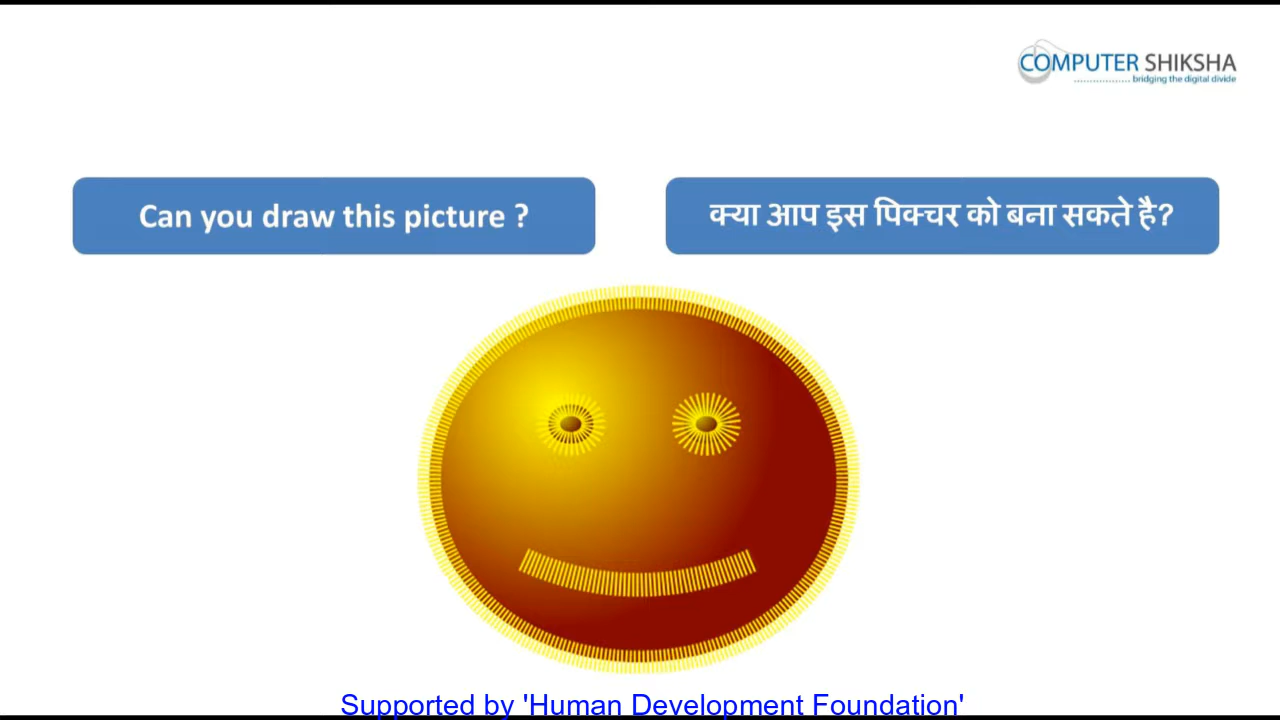 COMPUTER SHIKSHA
bridging the digital divide
Can you draw this picture ?
क्या आप इस पिक्चर को बना सकते है?
Supported by 'Human Development Foundation'